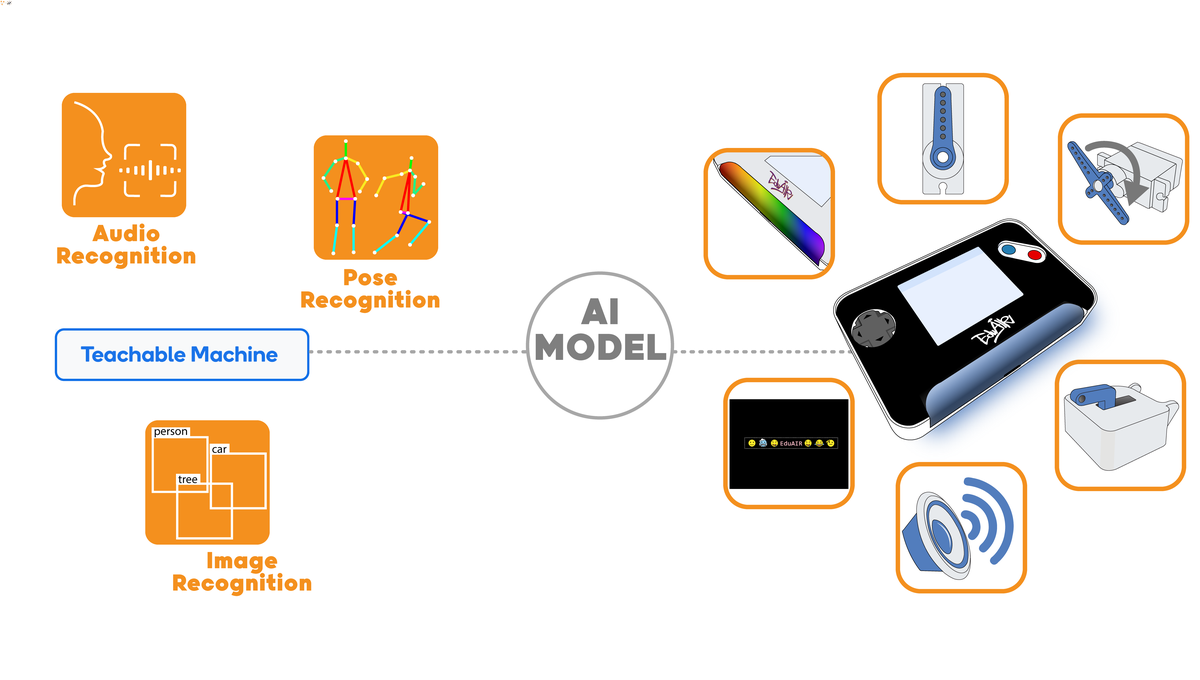 Audio
Recognition
Pose
Recognition
Teachable Machine
person
car
tree
Image
Recognition
AI
MODEL
EduAIR
EduAIR
EduAIR